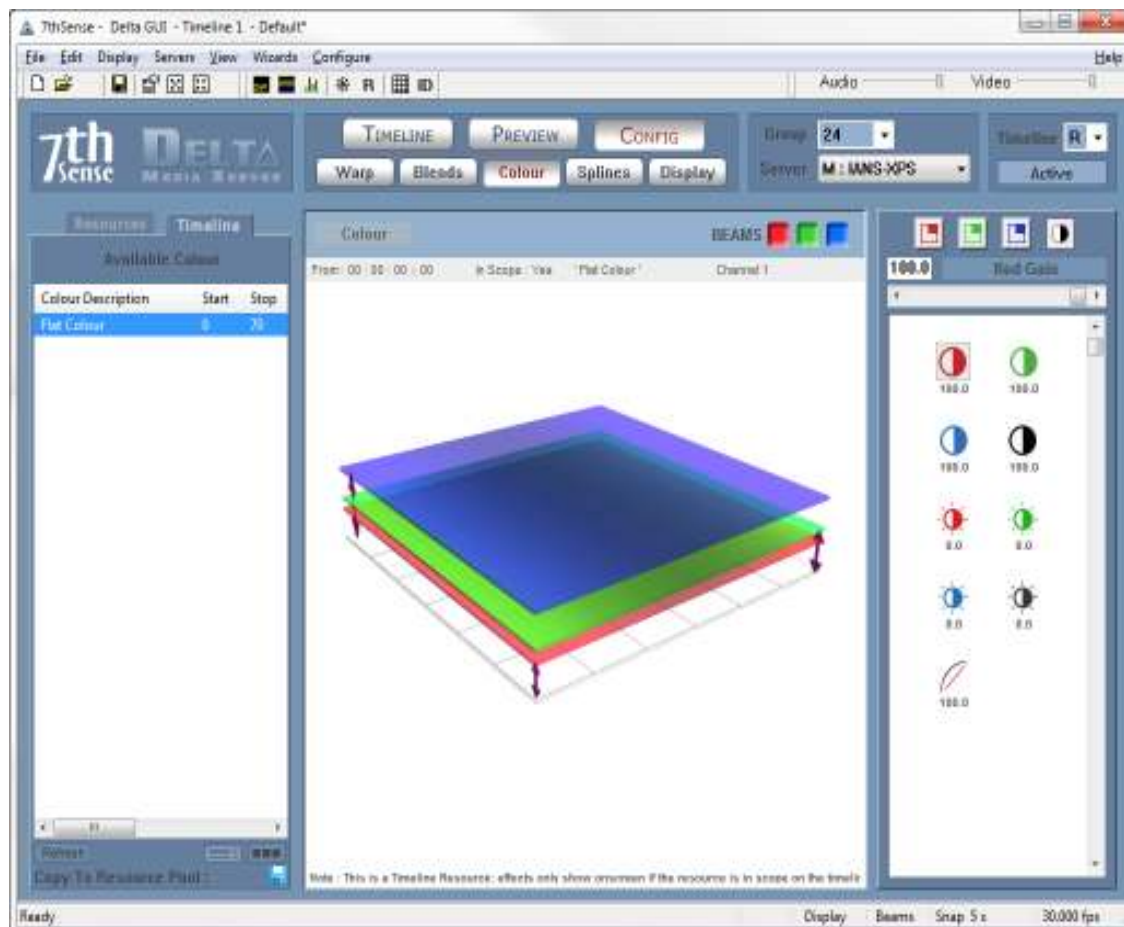 7thSense - Delta GUI - Timeline 1 - Default*
File Edit Display Servers View Wizards Configure Help
R ID Audio Video
7th Sense DELTA MEDIA SERVER
TIMELINE PREVIEW CONFIG
Warp Blends Colour Splines Display
Group 24
Server M : IANS-XPS
Timeline R
Active
Resources Timeline
Available Colour
Colour Description Start Stop
Flat Colour 0
Colour BEAMS
From: 00 : 00 : 00 : 00 In Scope : Yes 'Flat Colour' Channel 1
100.0 Red Gain
100.0 100.0
100.0 100.0
0.0 0.0
0.0 0.0
100.0
Copy To Resource Pool :
Note : This is a Timeline Resource; effects only show onscreen if the resource is in scope on the timelin
Ready Display Beams Snap 5 x 30.000 fps